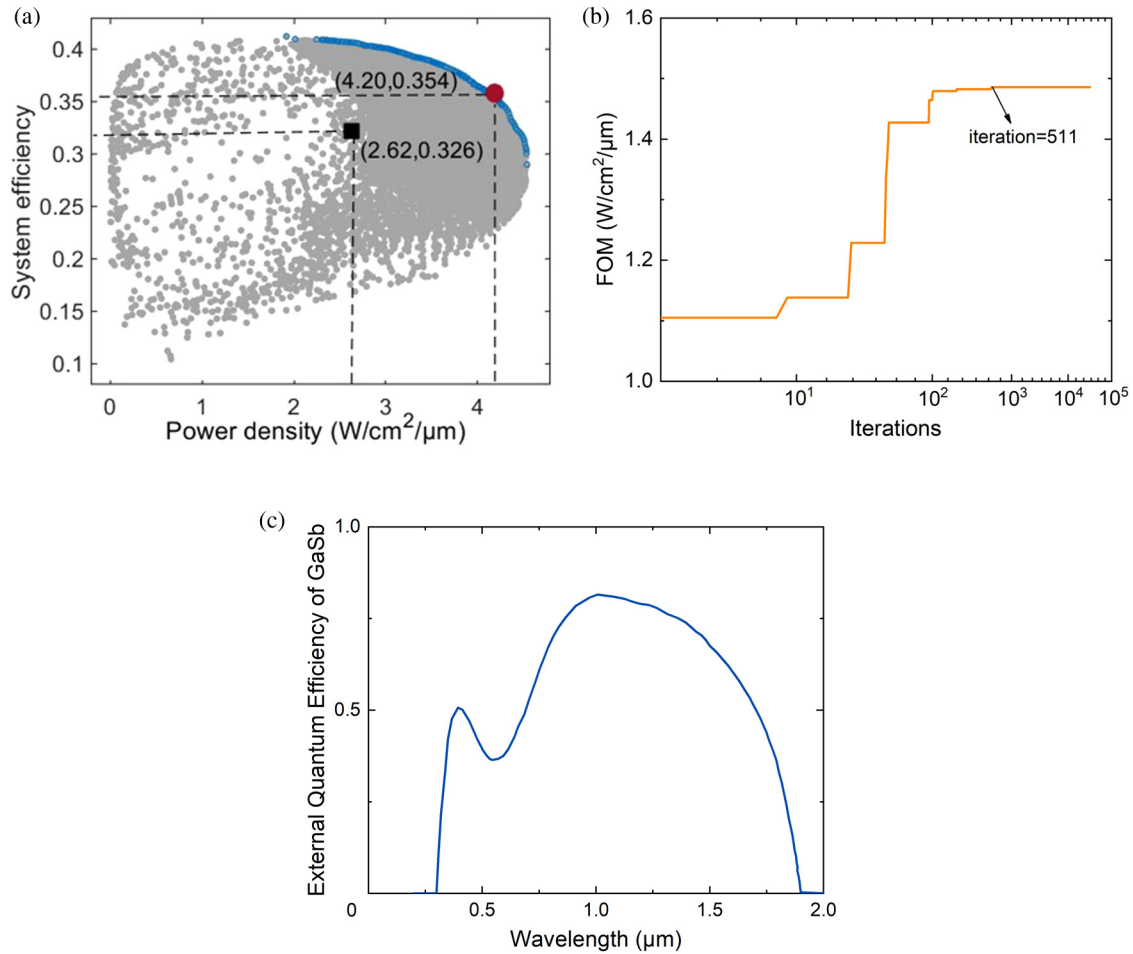 (a)
System efficiency
0.4
0.35
0.3
0.25
0.2
0.15
0.1
(4.20,0.354)
(2.62,0.326)
0 1 2 3 4
Power density (W/cm²/μm)
(b)
FOM (W/cm²/μm)
1.6
1.4
1.2
1.0
iteration=511
10¹ 10² 10³ 10⁴ 10⁵
Iterations
(c)
External Quantum Efficiency of GaSb
1.0
0.5
0 0.5 1.0 1.5 2.0
Wavelength (μm)